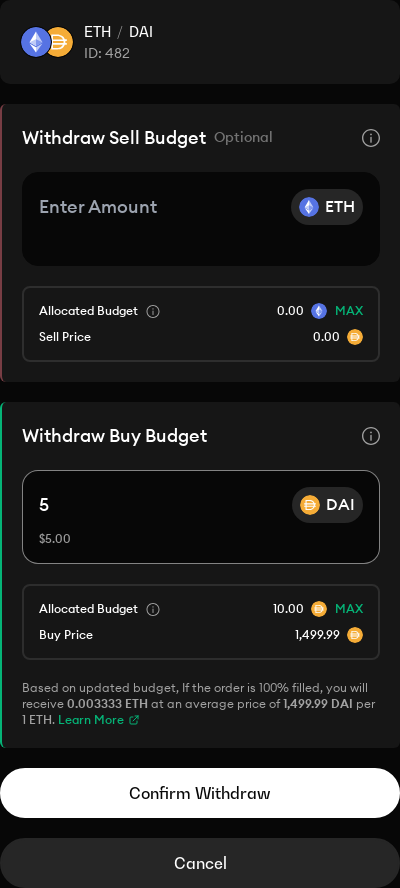 ETH / DAI
ID: 482
Withdraw Sell Budget Optional
Enter Amount ETH
Allocated Budget 0.00 MAX
Sell Price 0.00
Withdraw Buy Budget
5 DAI
$5.00
Allocated Budget 10.00 MAX
Buy Price 1,499.99
Based on updated budget, If the order is 100% filled, you will
receive 0.003333 ETH at an average price of 1,499.99 DAI per
1 ETH. Learn More
Confirm Withdraw
Cancel